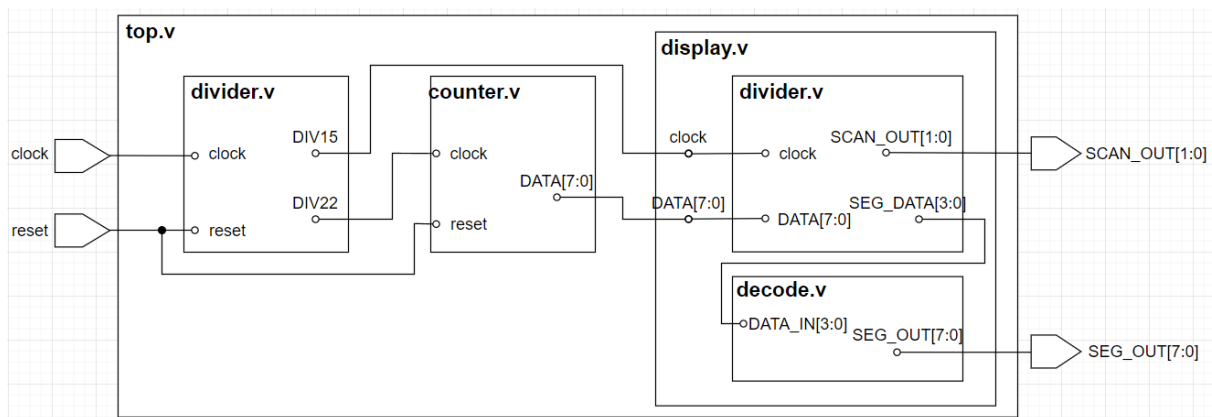 top.v
display.v
divider.v
counter.v
divider.v
DIV15
clock
SCAN_OUT[1:0]
clock
clock
clock
clock
SCAN_OUT[1:0]
DATA[7:0]
DIV22
DATA[7:0]
SEG_DATA[3:0]
DATA[7:0]
reset
reset
reset
decode.v
DATA_IN[3:0]
SEG_OUT[7:0]
SEG_OUT[7:0]